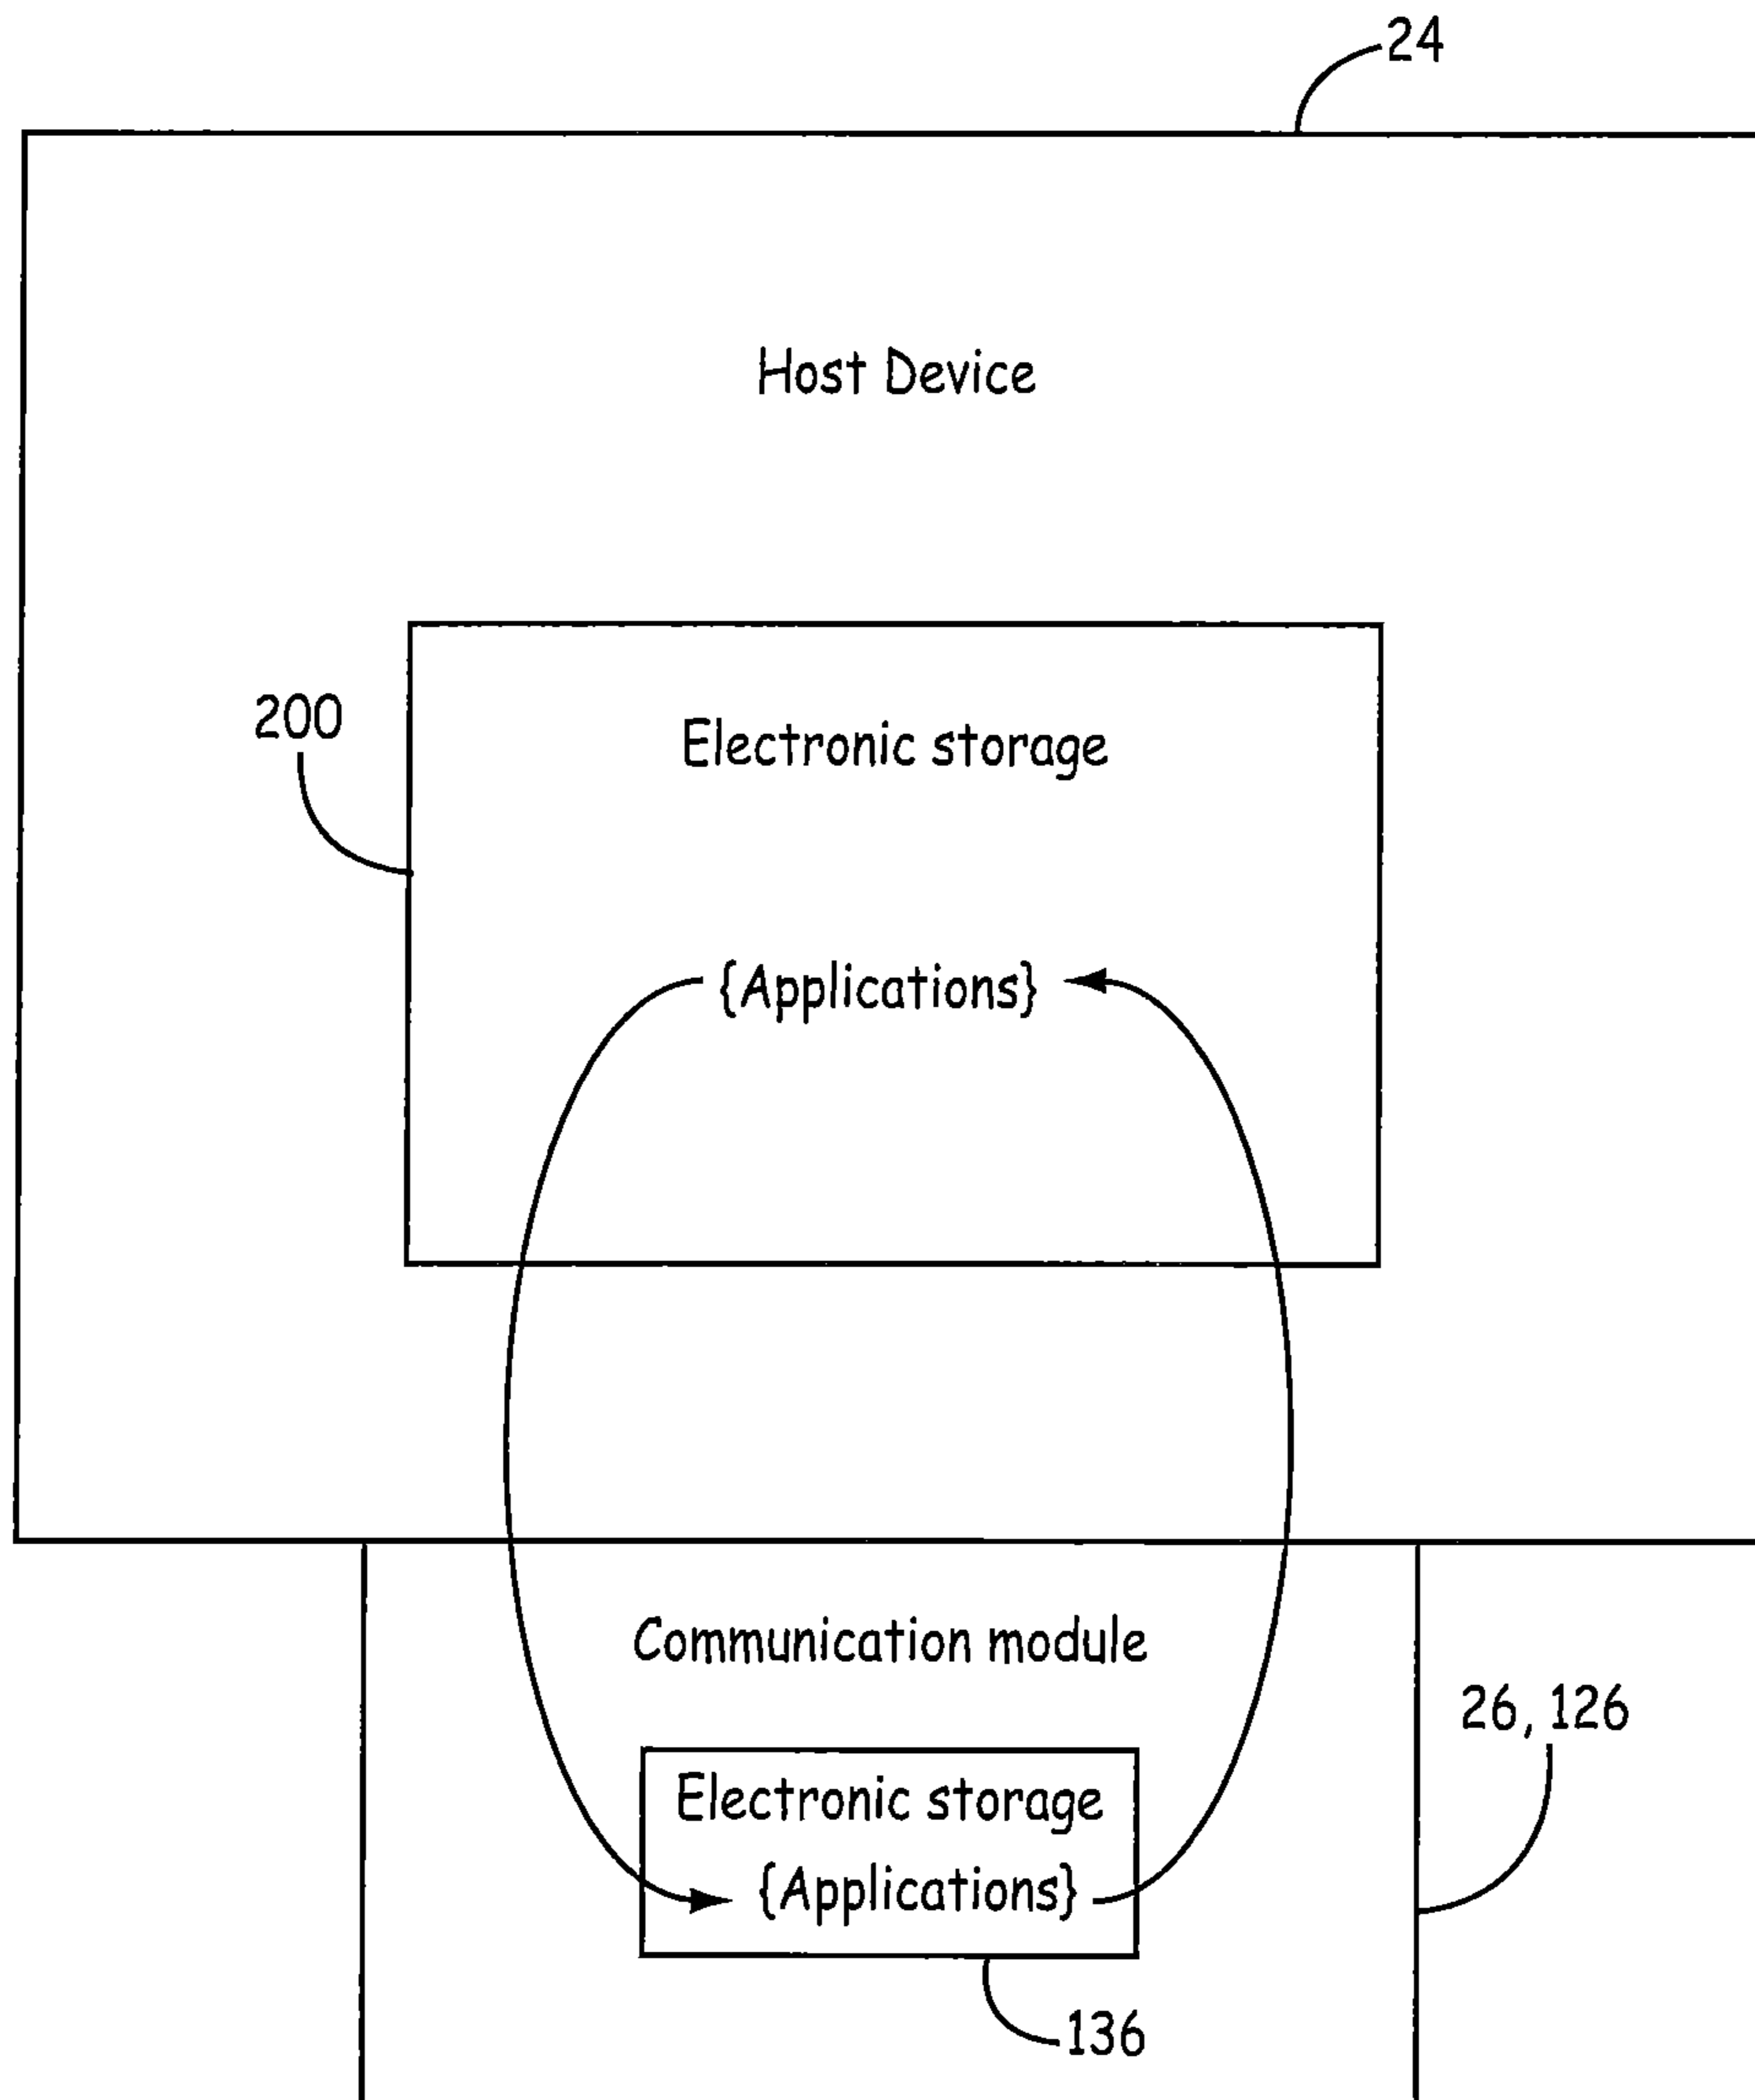 24
Host Device
200
Electronic storage
{Applications}
Communication module
26, 126
Electronic storage
{Applications}
136